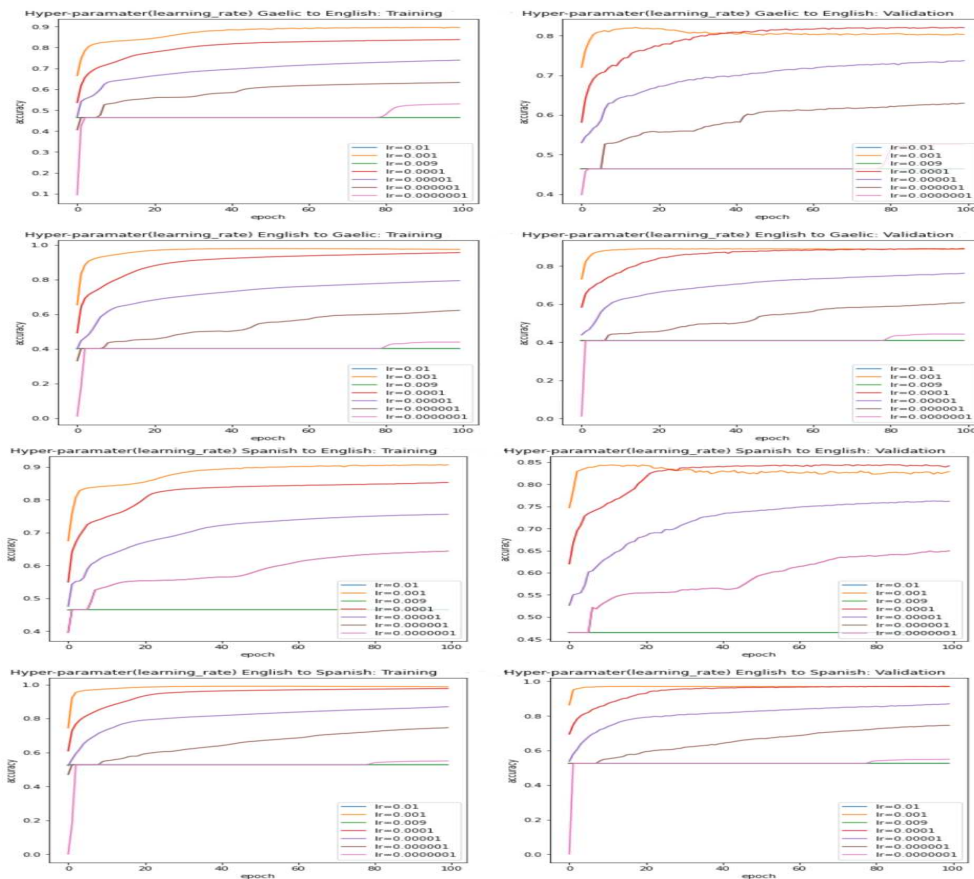 Hyper-paramater(learning_rate) Gaelic to English: Training
0.9
0.8
0.7
0.6
0.5
0.4
0.3
0.2
0.1
accuracy
lr=0.01
lr=0.001
lr=0.009
lr=0.0001
lr=0.00001
lr=0.000001
lr=0.0000001
0 20 40 60 80 100
epoch
Hyper-paramater(learning_rate) Gaelic to English: Validation
0.8
0.7
0.6
0.5
0.4
accuracy
lr=0.01
lr=0.001
lr=0.009
lr=0.0001
lr=0.00001
lr=0.000001
lr=0.0000001
0 20 40 60 80 100
epoch
Hyper-paramater(learning_rate) English to Gaelic: Training
1.0
0.8
0.6
0.4
0.2
0.0
accuracy
lr=0.01
lr=0.001
lr=0.009
lr=0.0001
lr=0.00001
lr=0.000001
lr=0.0000001
0 20 40 60 80 100
epoch
Hyper-paramater(learning_rate) English to Gaelic: Validation
0.8
0.6
0.4
0.2
0.0
accuracy
lr=0.01
lr=0.001
lr=0.009
lr=0.0001
lr=0.00001
lr=0.000001
lr=0.0000001
0 20 40 60 80 100
epoch
Hyper-paramater(learning_rate) Spanish to English: Training
0.9
0.8
0.7
0.6
0.5
0.4
accuracy
lr=0.01
lr=0.001
lr=0.009
lr=0.0001
lr=0.00001
lr=0.000001
lr=0.0000001
0 20 40 60 80 100
epoch
Hyper-paramater(learning_rate) Spanish to English: Validation
0.85
0.80
0.75
0.70
0.65
0.60
0.55
0.50
0.45
accuracy
lr=0.01
lr=0.001
lr=0.009
lr=0.0001
lr=0.00001
lr=0.000001
lr=0.0000001
0 20 40 60 80 100
epoch
Hyper-paramater(learning_rate) English to Spanish: Training
1.0
0.8
0.6
0.4
0.2
0.0
accuracy
lr=0.01
lr=0.001
lr=0.009
lr=0.0001
lr=0.00001
lr=0.000001
lr=0.0000001
0 20 40 60 80 100
epoch
Hyper-paramater(learning_rate) English to Spanish: Validation
1.0
0.8
0.6
0.4
0.2
0.0
accuracy
lr=0.01
lr=0.001
lr=0.009
lr=0.0001
lr=0.00001
lr=0.000001
lr=0.0000001
0 20 40 60 80 100
epoch